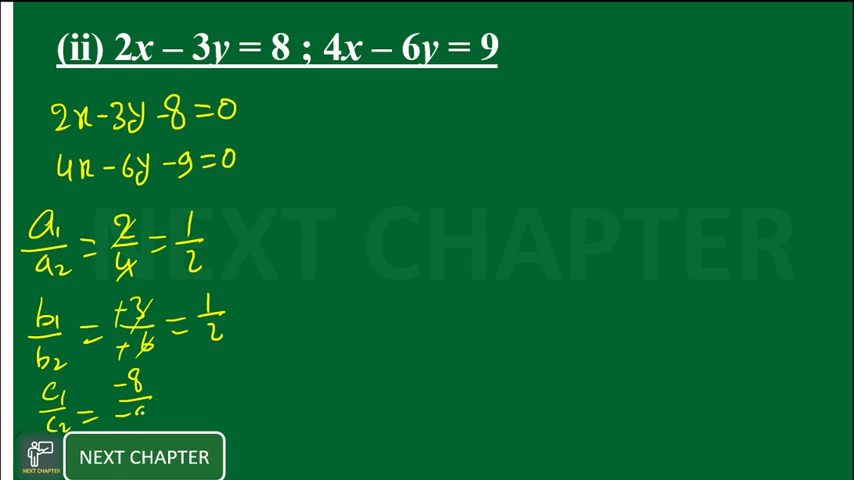 (ii) 2x – 3y = 8 ; 4x – 6y = 9
2x - 3y - 8 = 0
4x - 6y - 9 = 0
a₁/a₂ = 2/4 = 1/2
b₁/b₂ = +3/+6 = 1/2
c₁/c₂ = -8/-9
NEXT CHAPTER
NEXT CHAPTER
NEXT CHAPTER